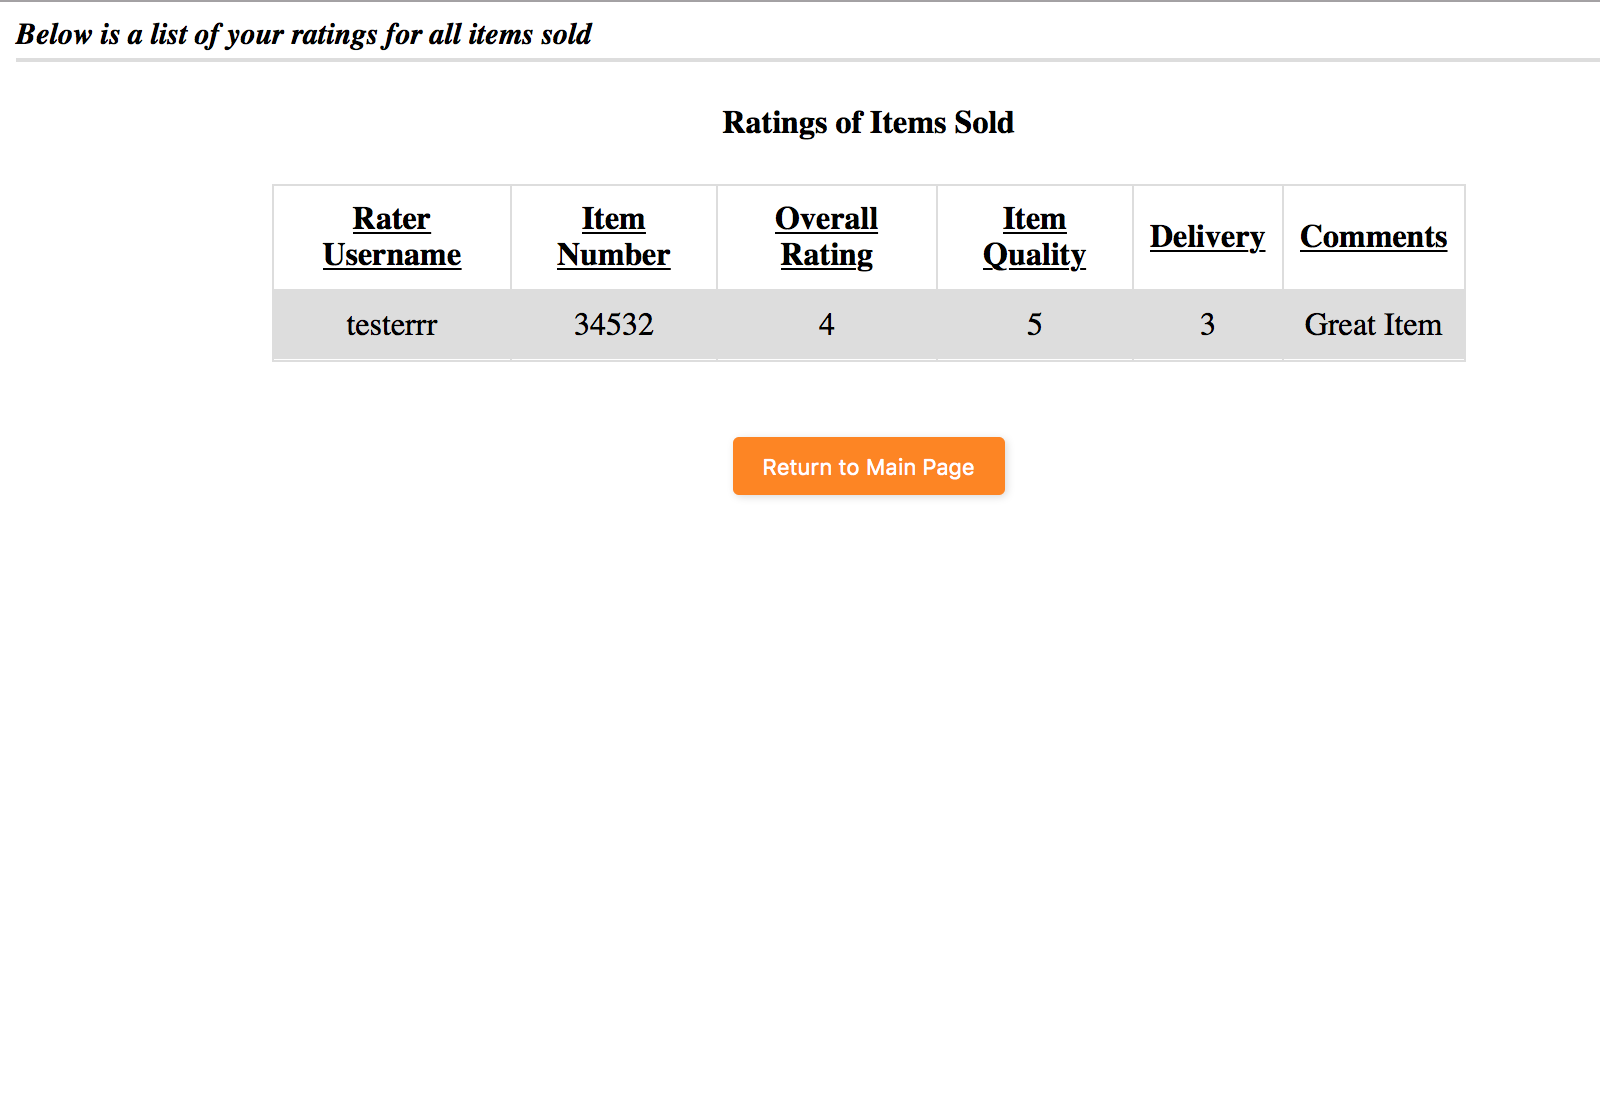 Below is a list of your ratings for all items sold
Ratings of Items Sold
Rater Username Item Number Overall Rating Item Quality Delivery Comments
testerrr 34532 4 5 3 Great Item
Return to Main Page